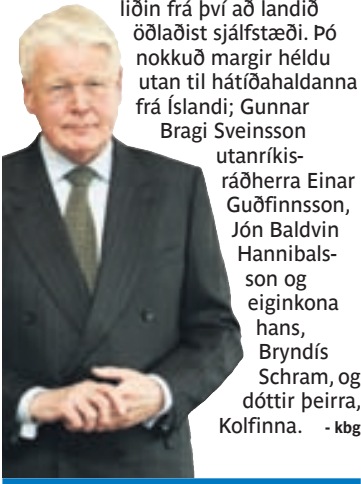 liðin frá því að landið
öðlaðist sjálfstæði. Þó
nokkuð margir héldu
utan til hátíðahaldanna
frá Íslandi; Gunnar
Bragi Sveinsson
utanríkis-
ráðherra Einar
Guðfinnsson,
Jón Baldvin
Hannibals-
son og
eiginkona
hans,
Bryndís
Schram, og
dóttir þeirra,
Kolfinna. - kbg